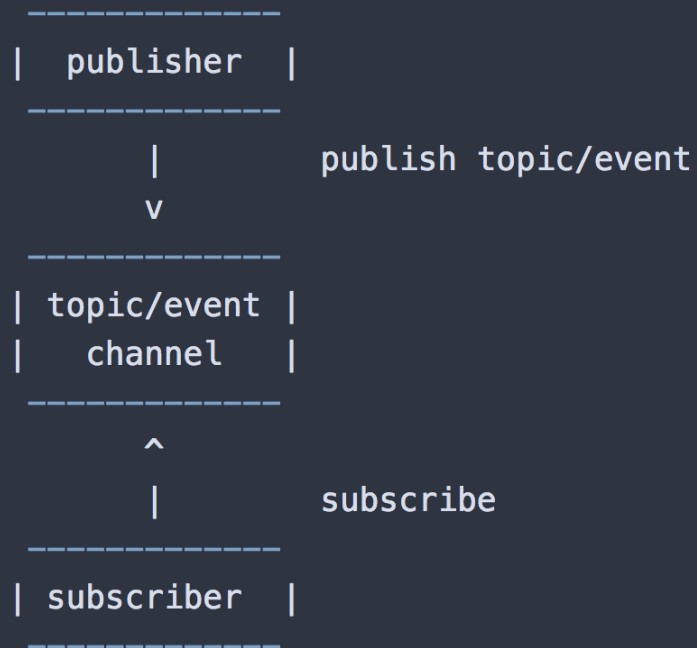 -------------
|  publisher  |
-------------
|        publish topic/event
v
-------------
| topic/event |
|   channel   |
-------------
^
|        subscribe
-------------
| subscriber  |
-------------